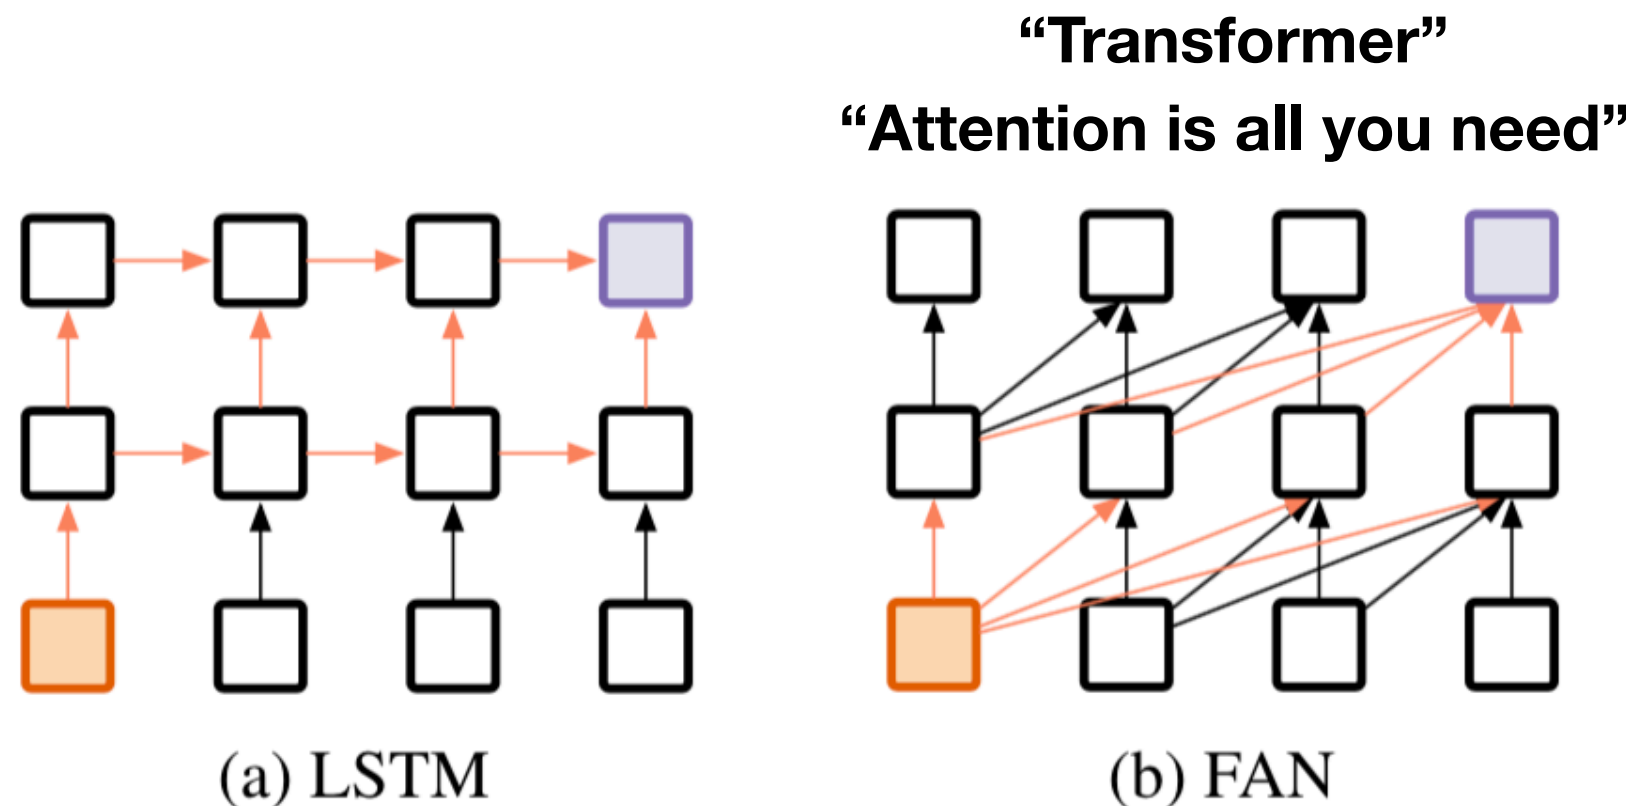 “Transformer”
“Attention is all you need”
(a) LSTM
(b) FAN